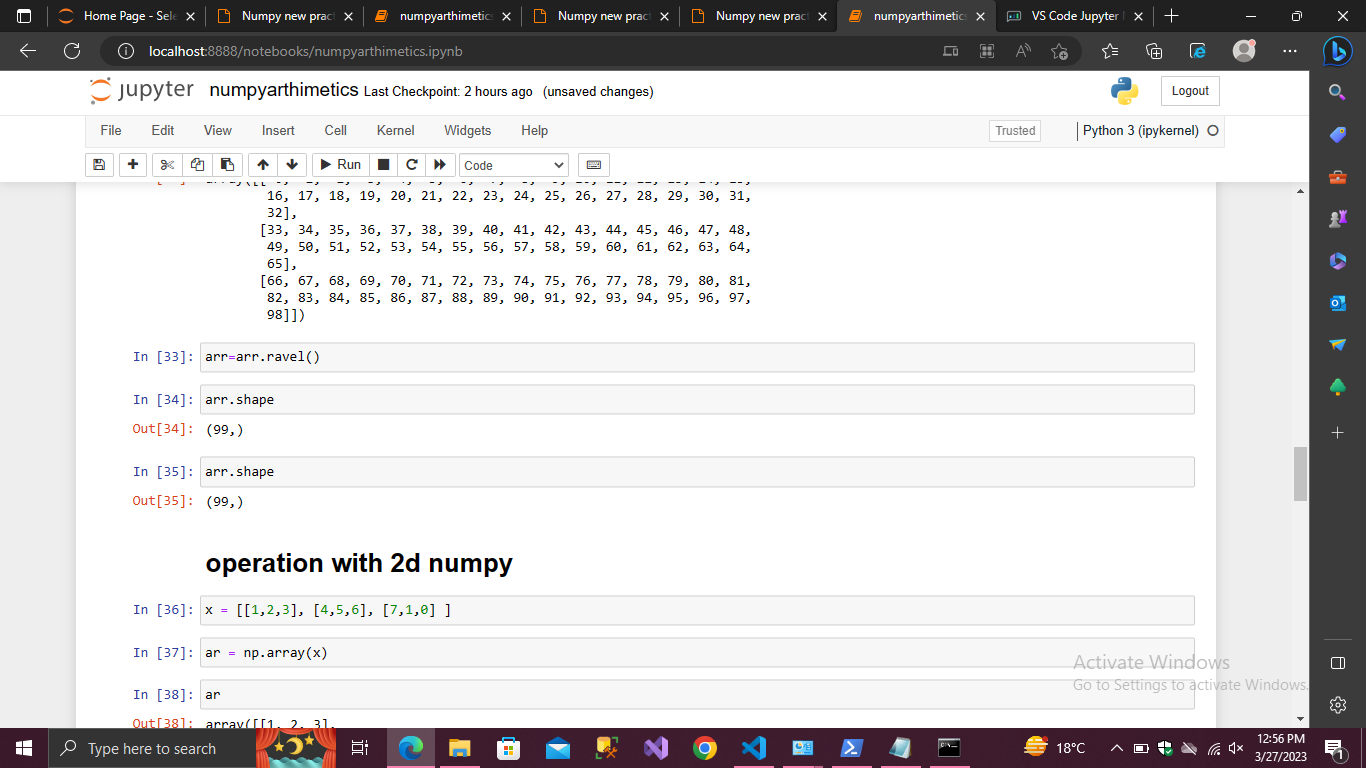 Home Page - Sele
Numpy new pract
numpyarthimetics
Numpy new pract
Numpy new pract
numpyarthimetics
VS Code Jupyter
localhost:8888/notebooks/numpyarthimetics.ipynb
jupyter numpyarthimetics Last Checkpoint: 2 hours ago (unsaved changes)
Logout
File Edit View Insert Cell Kernel Widgets Help
Trusted
Python 3 (ipykernel)
Run
Code
16, 17, 18, 19, 20, 21, 22, 23, 24, 25, 26, 27, 28, 29, 30, 31,
32],
[33, 34, 35, 36, 37, 38, 39, 40, 41, 42, 43, 44, 45, 46, 47, 48,
49, 50, 51, 52, 53, 54, 55, 56, 57, 58, 59, 60, 61, 62, 63, 64,
65],
[66, 67, 68, 69, 70, 71, 72, 73, 74, 75, 76, 77, 78, 79, 80, 81,
82, 83, 84, 85, 86, 87, 88, 89, 90, 91, 92, 93, 94, 95, 96, 97,
98]])
In [33]: arr=arr.ravel()
In [34]: arr.shape
Out[34]: (99,)
In [35]: arr.shape
Out[35]: (99,)
operation with 2d numpy
In [36]: x = [[1,2,3], [4,5,6], [7,1,0] ]
In [37]: ar = np.array(x)
In [38]: ar
Out[38]: array([[1, 2, 3],
Activate Windows
Go to Settings to activate Windows.
Type here to search
18°C
12:56 PM
3/27/2023
1